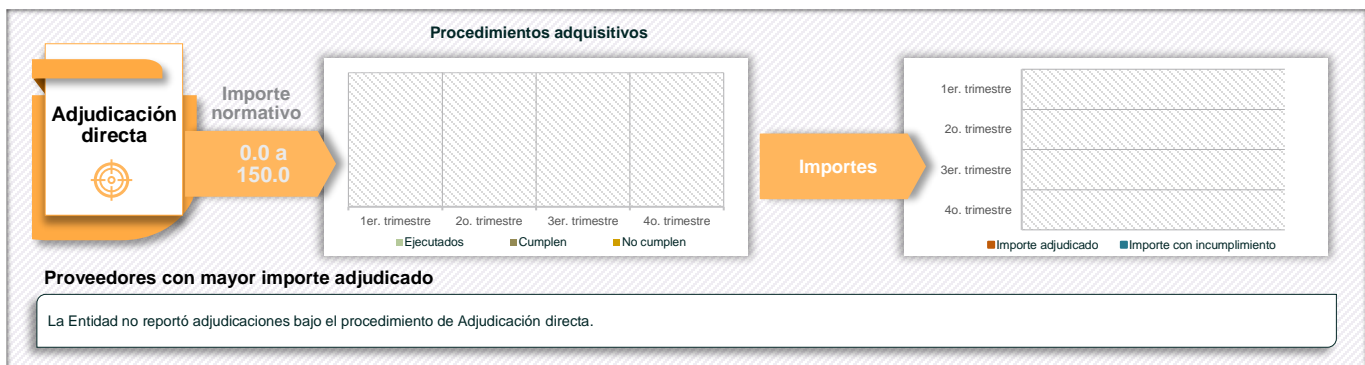 Procedimientos adquisitivos
Adjudicación
directa
Importe
normativo
0.0 a
150.0
1er. trimestre 2o. trimestre 3er. trimestre 4o. trimestre
Ejecutados Cumplen No cumplen
Importes
1er. trimestre
2o. trimestre
3er. trimestre
4o. trimestre
Importe adjudicado Importe con incumplimiento
Proveedores con mayor importe adjudicado
La Entidad no reportó adjudicaciones bajo el procedimiento de Adjudicación directa.